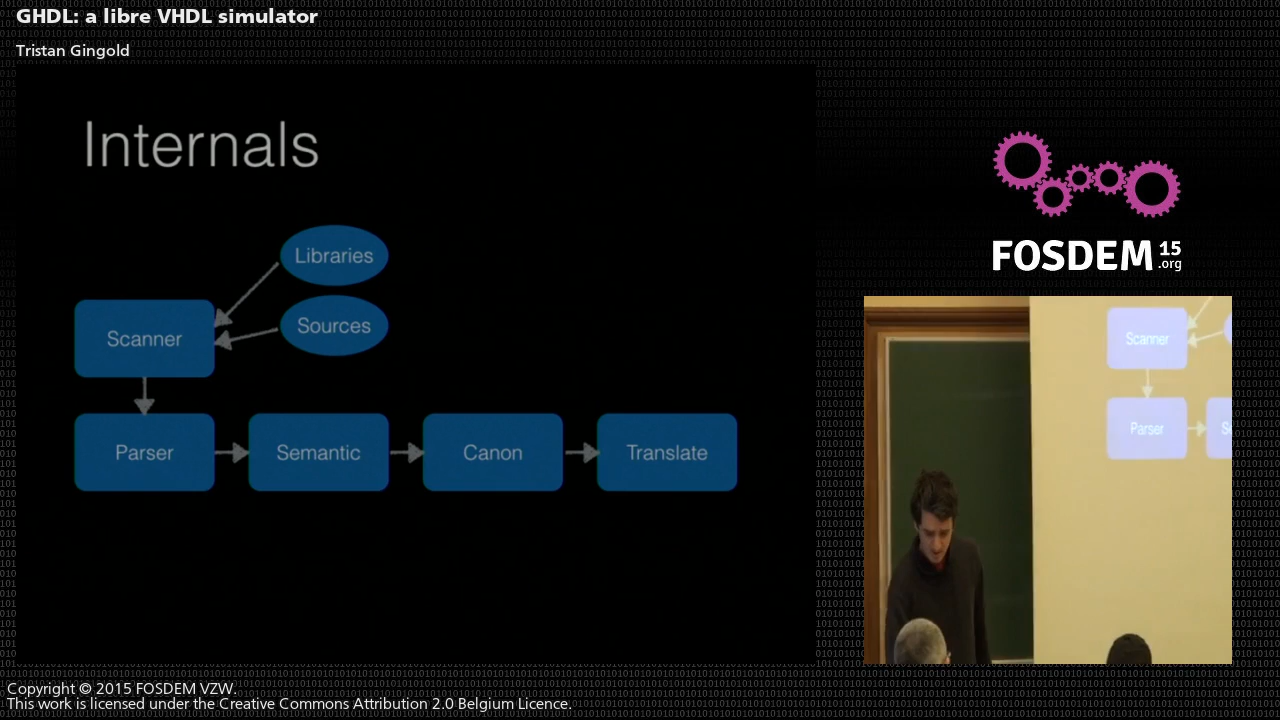 GHDL: a libre VHDL simulator
Tristan Gingold
Internals
Libraries
Sources
Scanner
Parser
Semantic
Canon
Translate
FOSDEM 15
.org
Scanner
Parser
Copyright © 2015 FOSDEM VZW.
This work is licensed under the Creative Commons Attribution 2.0 Belgium Licence.